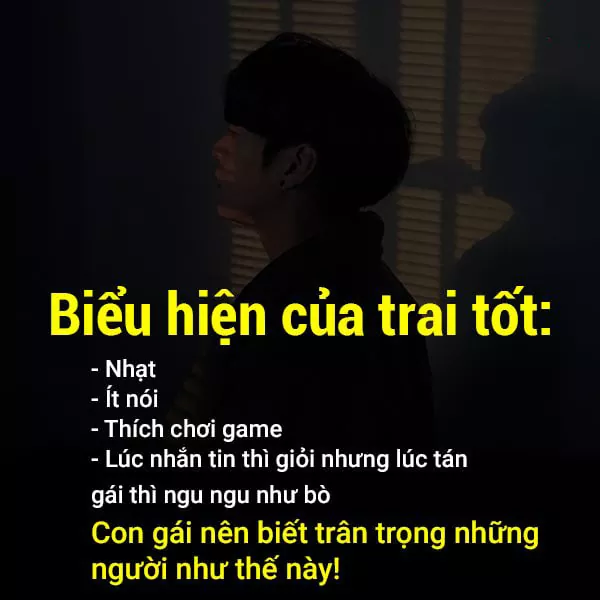 Biểu hiện của trai tốt:
- Nhạt
- Ít nói
- Thích chơi game
- Lúc nhắn tin thì giỏi nhưng lúc tán
gái thì ngu ngu như bò
Con gái nên biết trân trọng những
người như thế này!